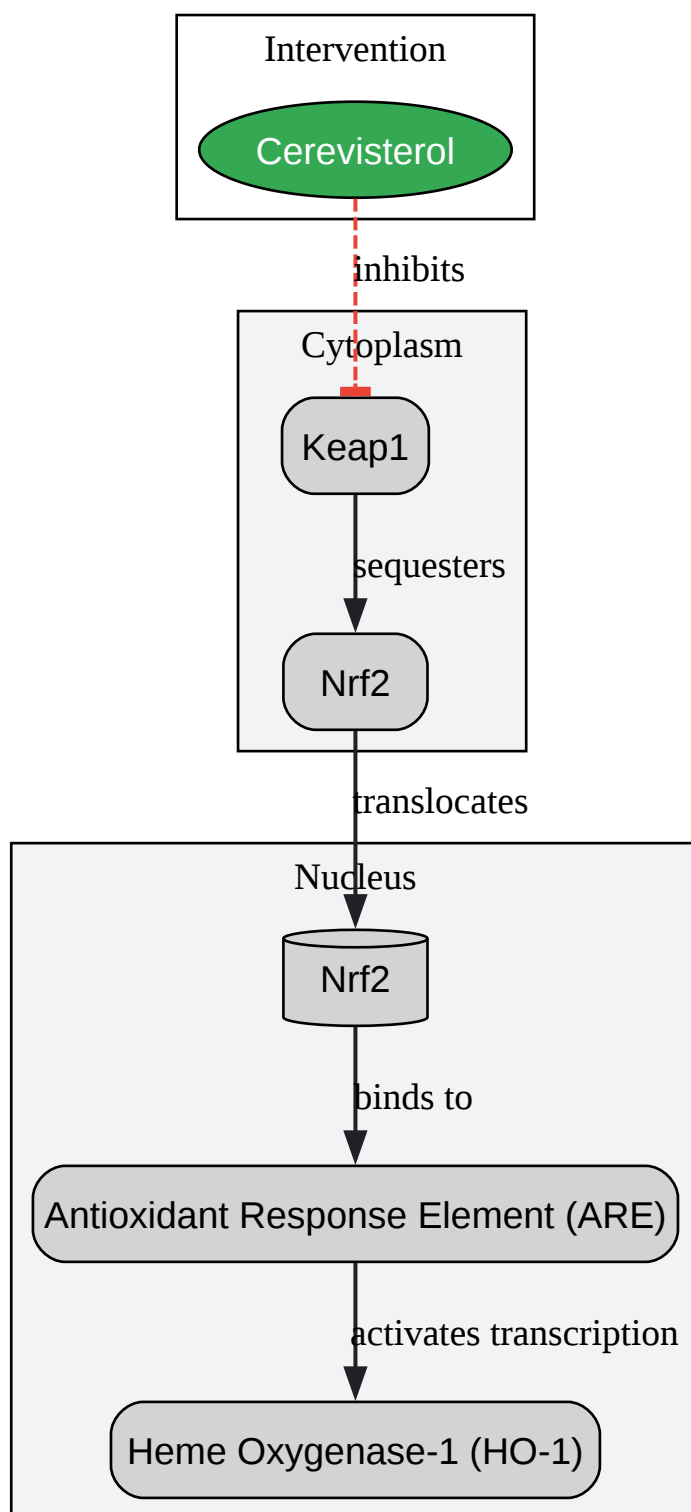 Intervention
Cerevisterol
inhibits
Cytoplasm
Keap1
sequesters
Nrf2
translocates
Nucleus
Nrf2
binds to
Antioxidant Response Element (ARE)
activates transcription
Heme Oxygenase-1 (HO-1)